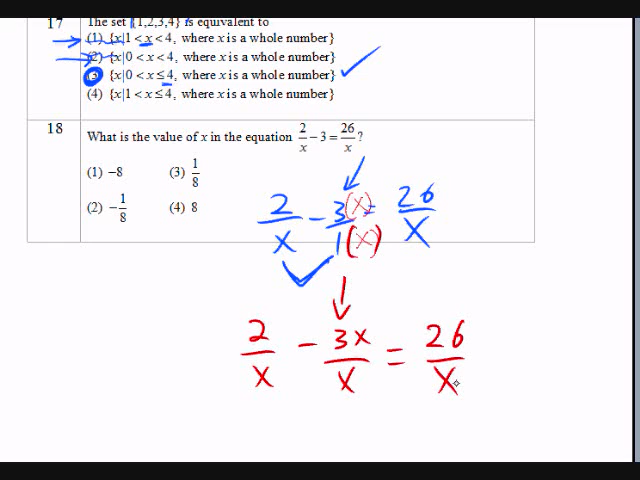 17 The set {1,2,3,4} is equivalent to
(1) {x|1 < x < 4, where x is a whole number}
(2) {x|0 < x < 4, where x is a whole number}
(3) {x|0 < x ≤ 4, where x is a whole number}
(4) {x|1 < x ≤ 4, where x is a whole number}
18 What is the value of x in the equation 2/x − 3 = 26/x?
(1) −8 (3) 1/8
(2) −1/8 (4) 8
2/x − 3(x)/1(x) = 26/x
2/x − 3x/x = 26/x